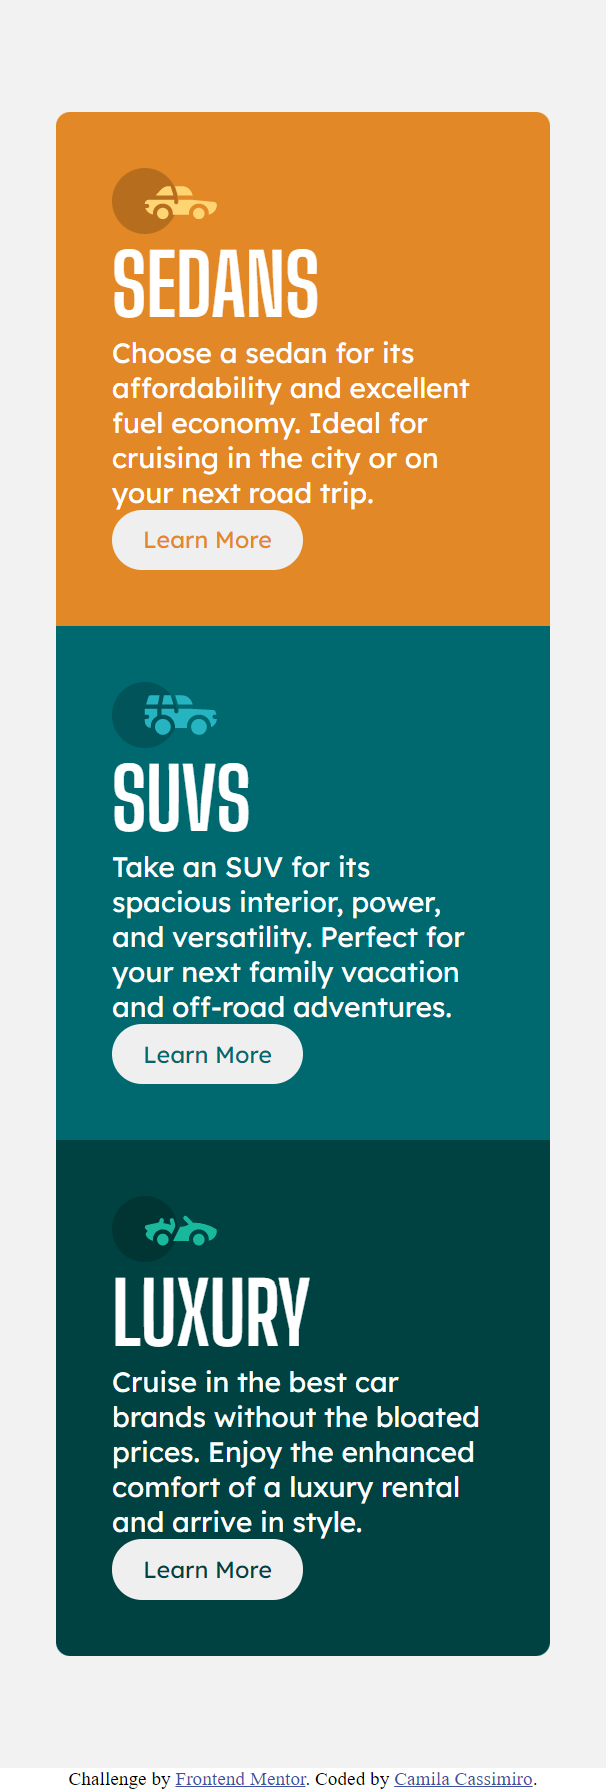 SEDANS
Choose a sedan for its
affordability and excellent
fuel economy. Ideal for
cruising in the city or on
your next road trip.
Learn More
SUVS
Take an SUV for its
spacious interior, power,
and versatility. Perfect for
your next family vacation
and off-road adventures.
Learn More
LUXURY
Cruise in the best car
brands without the bloated
prices. Enjoy the enhanced
comfort of a luxury rental
and arrive in style.
Learn More
Challenge by Frontend Mentor. Coded by Camila Cassimiro.